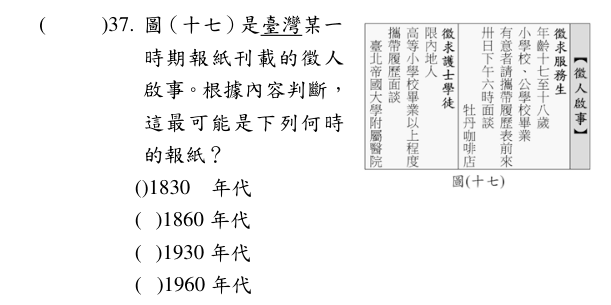 (　　)37. 圖(十七)是臺灣某一
時期報紙刊載的徵人
啟事。根據內容判斷，
這最可能是下列何時
的報紙？
()1830　年代
( )1860 年代
( )1930 年代
( )1960 年代
【徵人啟事】
徵求服務生
年齡十七至十八歲
小學校、公學校畢業
有意者請攜帶履歷表前來
卅日下午六時面談
牡丹咖啡店
徵求護士學徒
限內地人
高等小學校畢業以上程度
攜帶履歷面談
臺北帝國大學附屬醫院
圖(十七)